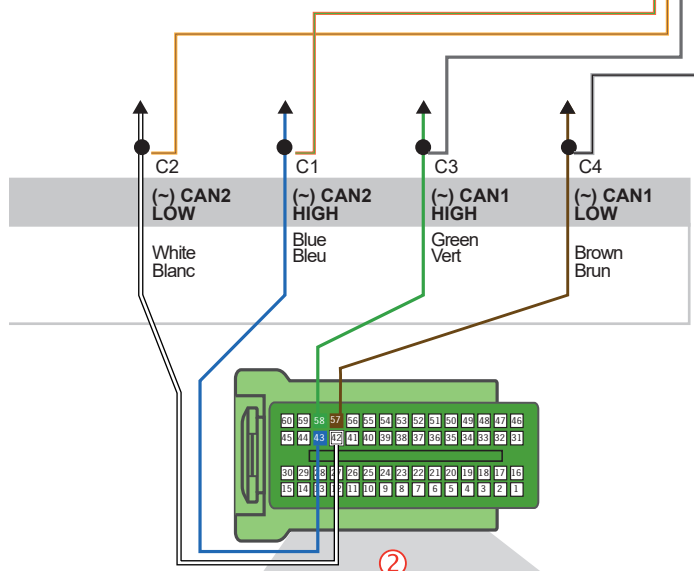 C2 C1 C3 C4
(~) CAN2
LOW
(~) CAN2
HIGH
(~) CAN1
HIGH
(~) CAN1
LOW
White
Blanc
Blue
Bleu
Green
Vert
Brown
Brun
60 59 58 57 56 55 54 53 52 51 50 49 48 47 46
45 44 43 42 41 40 39 38 37 36 35 34 33 32 31
30 29 28 27 26 25 24 23 22 21 20 19 18 17 16
15 14 13 12 11 10 9 8 7 6 5 4 3 2 1
2